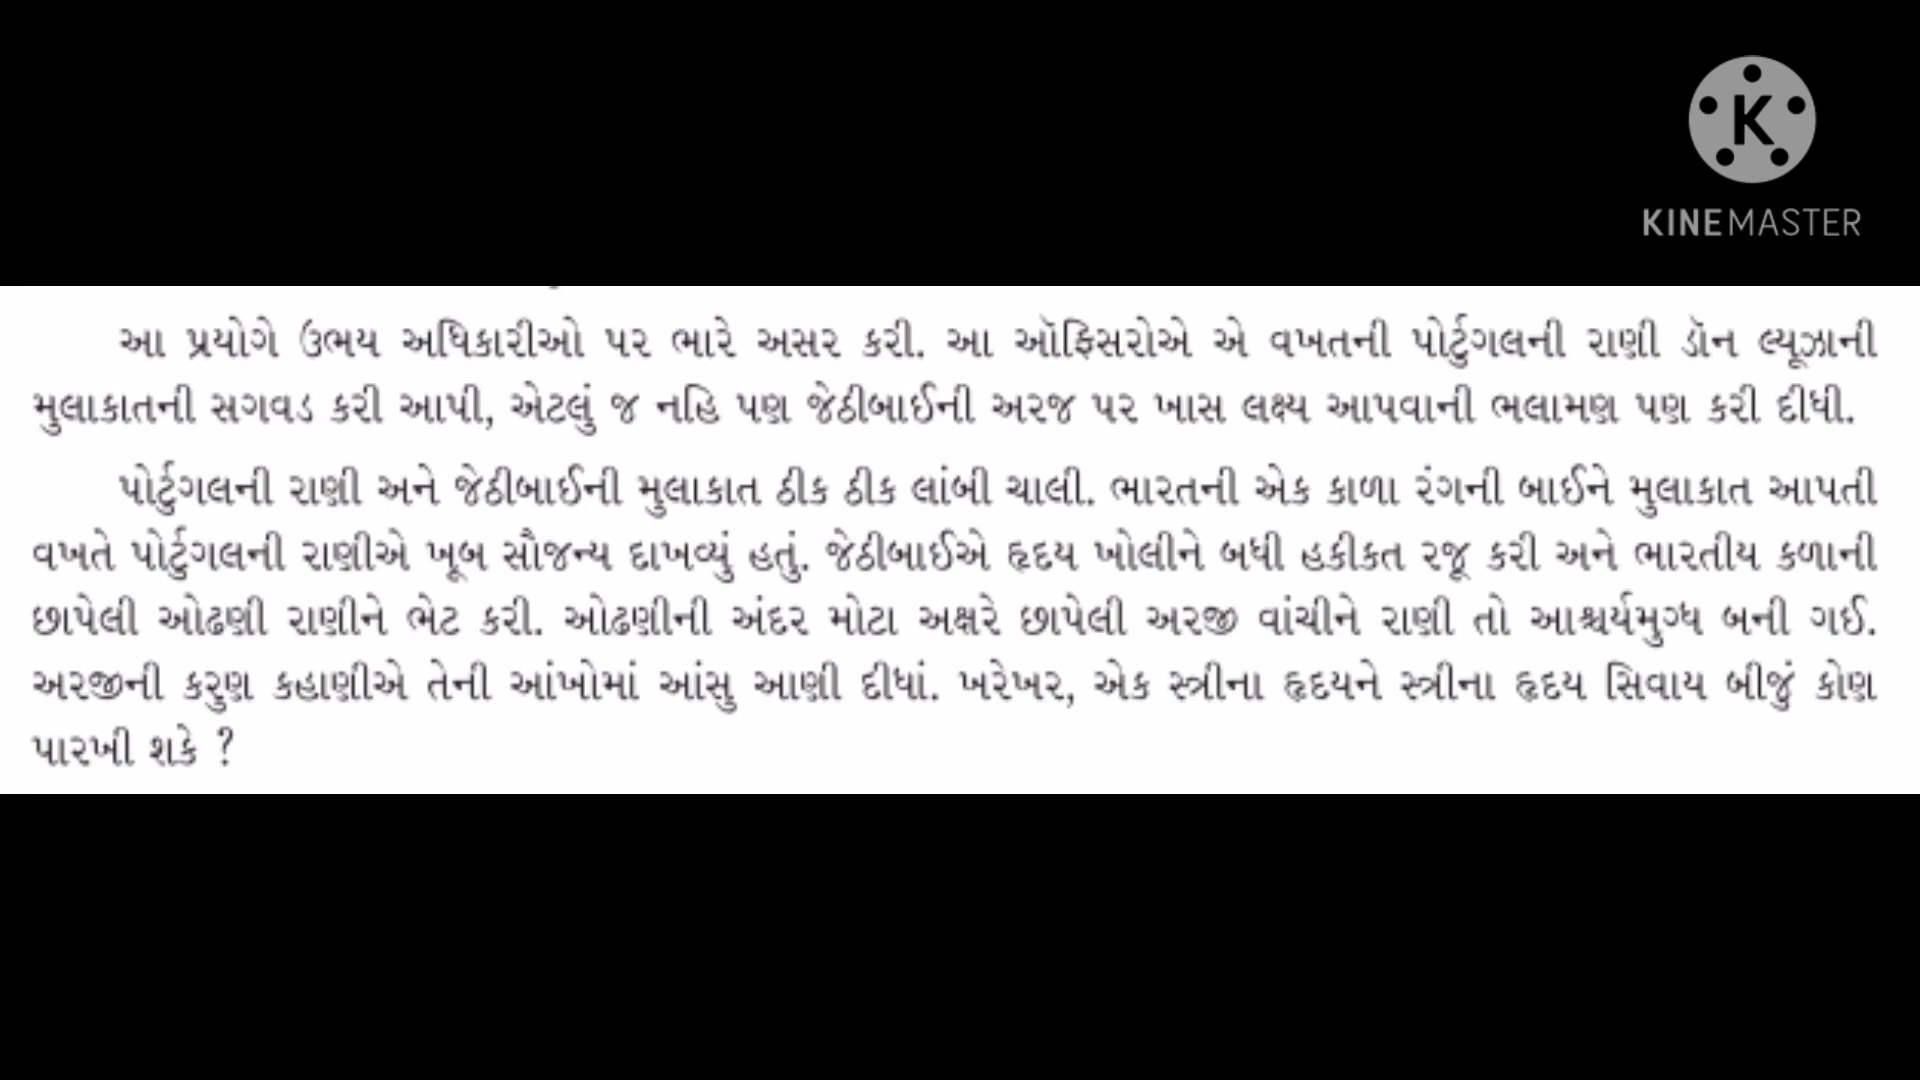 KINEMASTER
આ પ્રયોગે ઉભય અધિકારીઓ પર ભારે અસર કરી. આ ઑફિસરોએ એ વખતની પોર્ટુગલની રાણી ડૉન લ્યૂઝાની
મુલાકાતની સગવડ કરી આપી, એટલું જ નહિ પણ જેઠીબાઈની અરજ પર ખાસ લક્ષ્ય આપવાની ભલામણ પણ કરી દીધી.
પોર્ટુગલની રાણી અને જેઠીબાઈની મુલાકાત ઠીક ઠીક લાંબી ચાલી. ભારતની એક કાળા રંગની બાઈને મુલાકાત આપતી
વખતે પોર્ટુગલની રાણીએ ખૂબ સૌજન્ય દાખવ્યું હતું. જેઠીબાઈએ હૃદય ખોલીને બધી હકીકત રજૂ કરી અને ભારતીય કળાની
છાપેલી ઓઢણી રાણીને ભેટ કરી. ઓઢણીની અંદર મોટા અક્ષરે છાપેલી અરજી વાંચીને રાણી તો આશ્ચર્યમુગ્ધ બની ગઈ.
અરજીની કરુણ કહાણીએ તેની આંખોમાં આંસુ આણી દીધાં. ખરેખર, એક સ્ત્રીના હૃદયને સ્ત્રીના હૃદય સિવાય બીજું કોણ
પારખી શકે ?